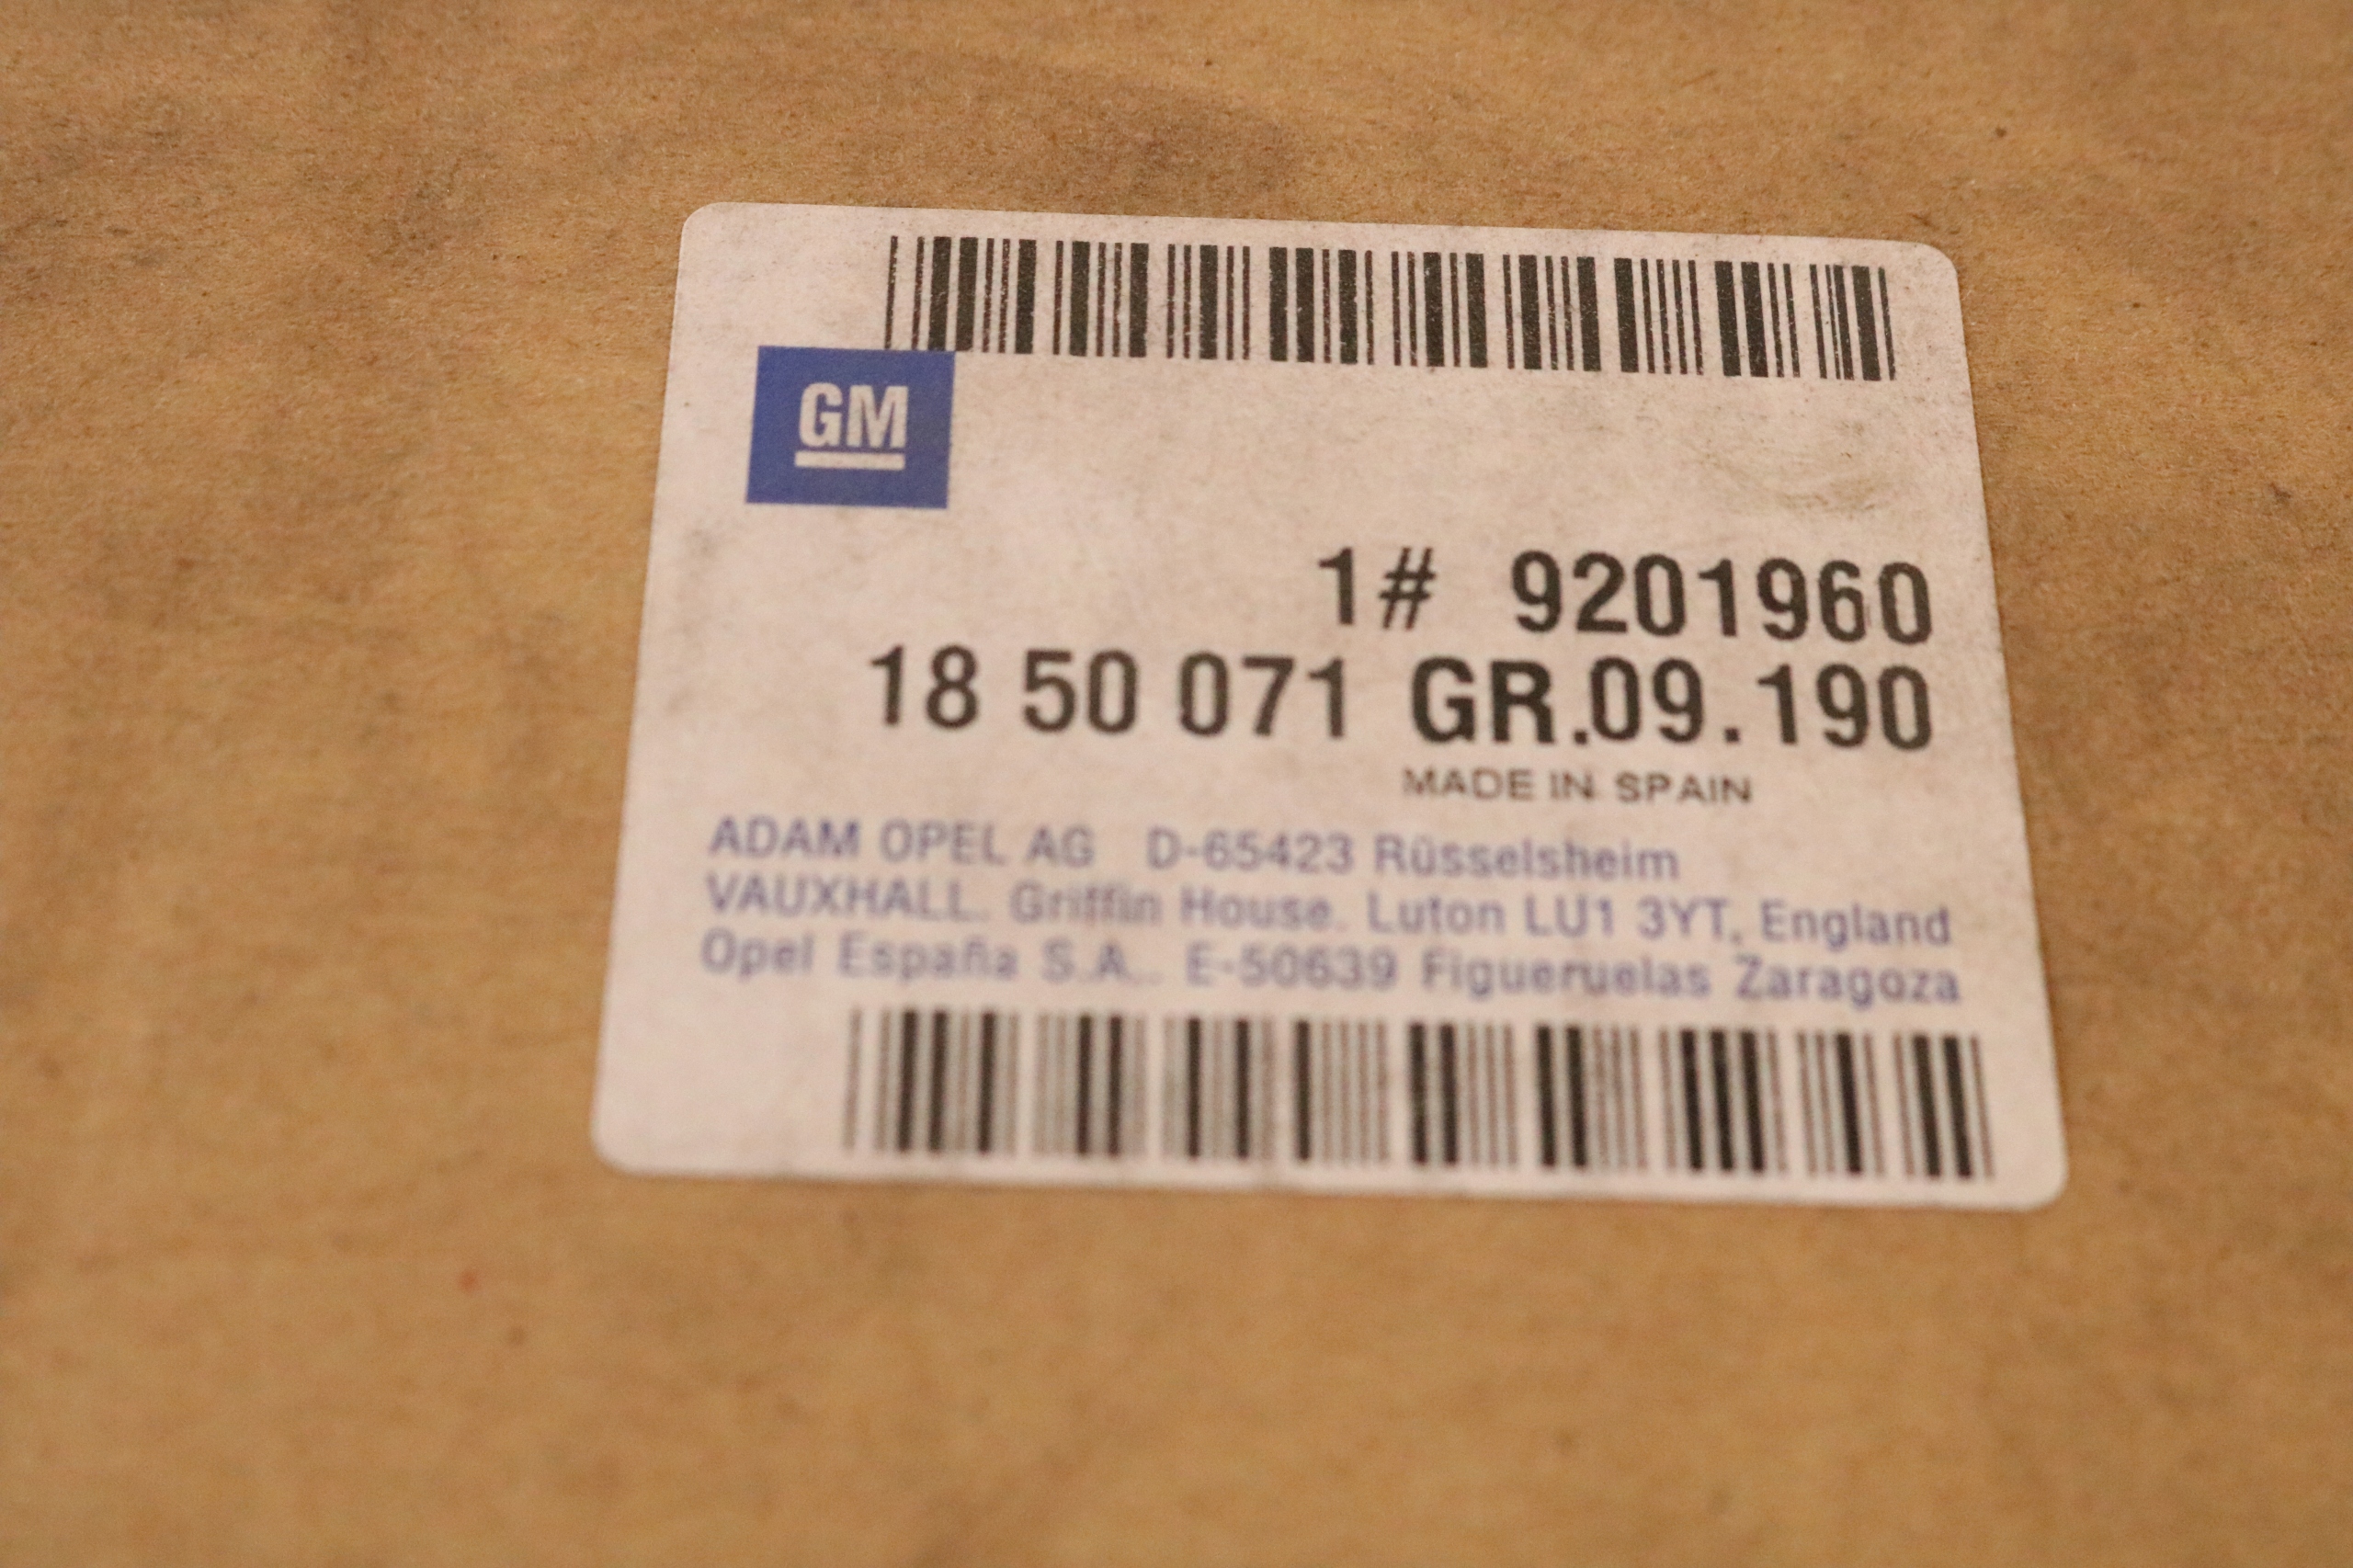 GM
1# 9201960
18 50 071 GR.09.190
MADE IN SPAIN
ADAM OPEL AG D-65423 Rüsselsheim
VAUXHALL. Griffin House. Luton LU1 3YT, England
Opel España S.A.. E-50639 Figueruelas Zaragoza